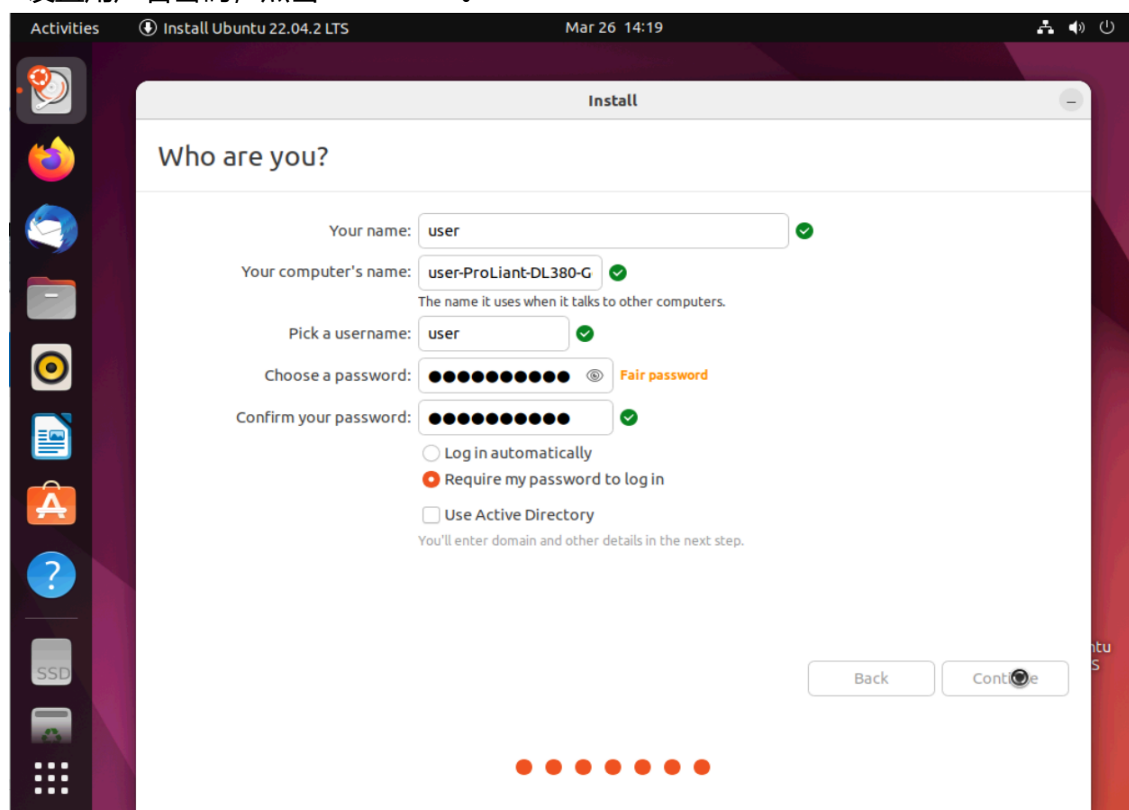 Activities Install Ubuntu 22.04.2 LTS Mar 26 14:19
Install
Who are you?
Your name: user
Your computer's name: user-ProLiant-DL380-G
The name it uses when it talks to other computers.
Pick a username: user
Choose a password: ●●●●●●●●●● Fair password
Confirm your password: ●●●●●●●●●●
Log in automatically
Require my password to log in
Use Active Directory
You'll enter domain and other details in the next step.
SSD
Back